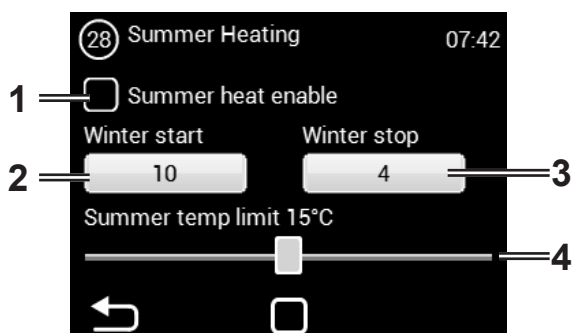 28 Summer Heating 07:42
1 Summer heat enable
Winter start Winter stop
2 10 4 3
Summer temp limit 15°C
4